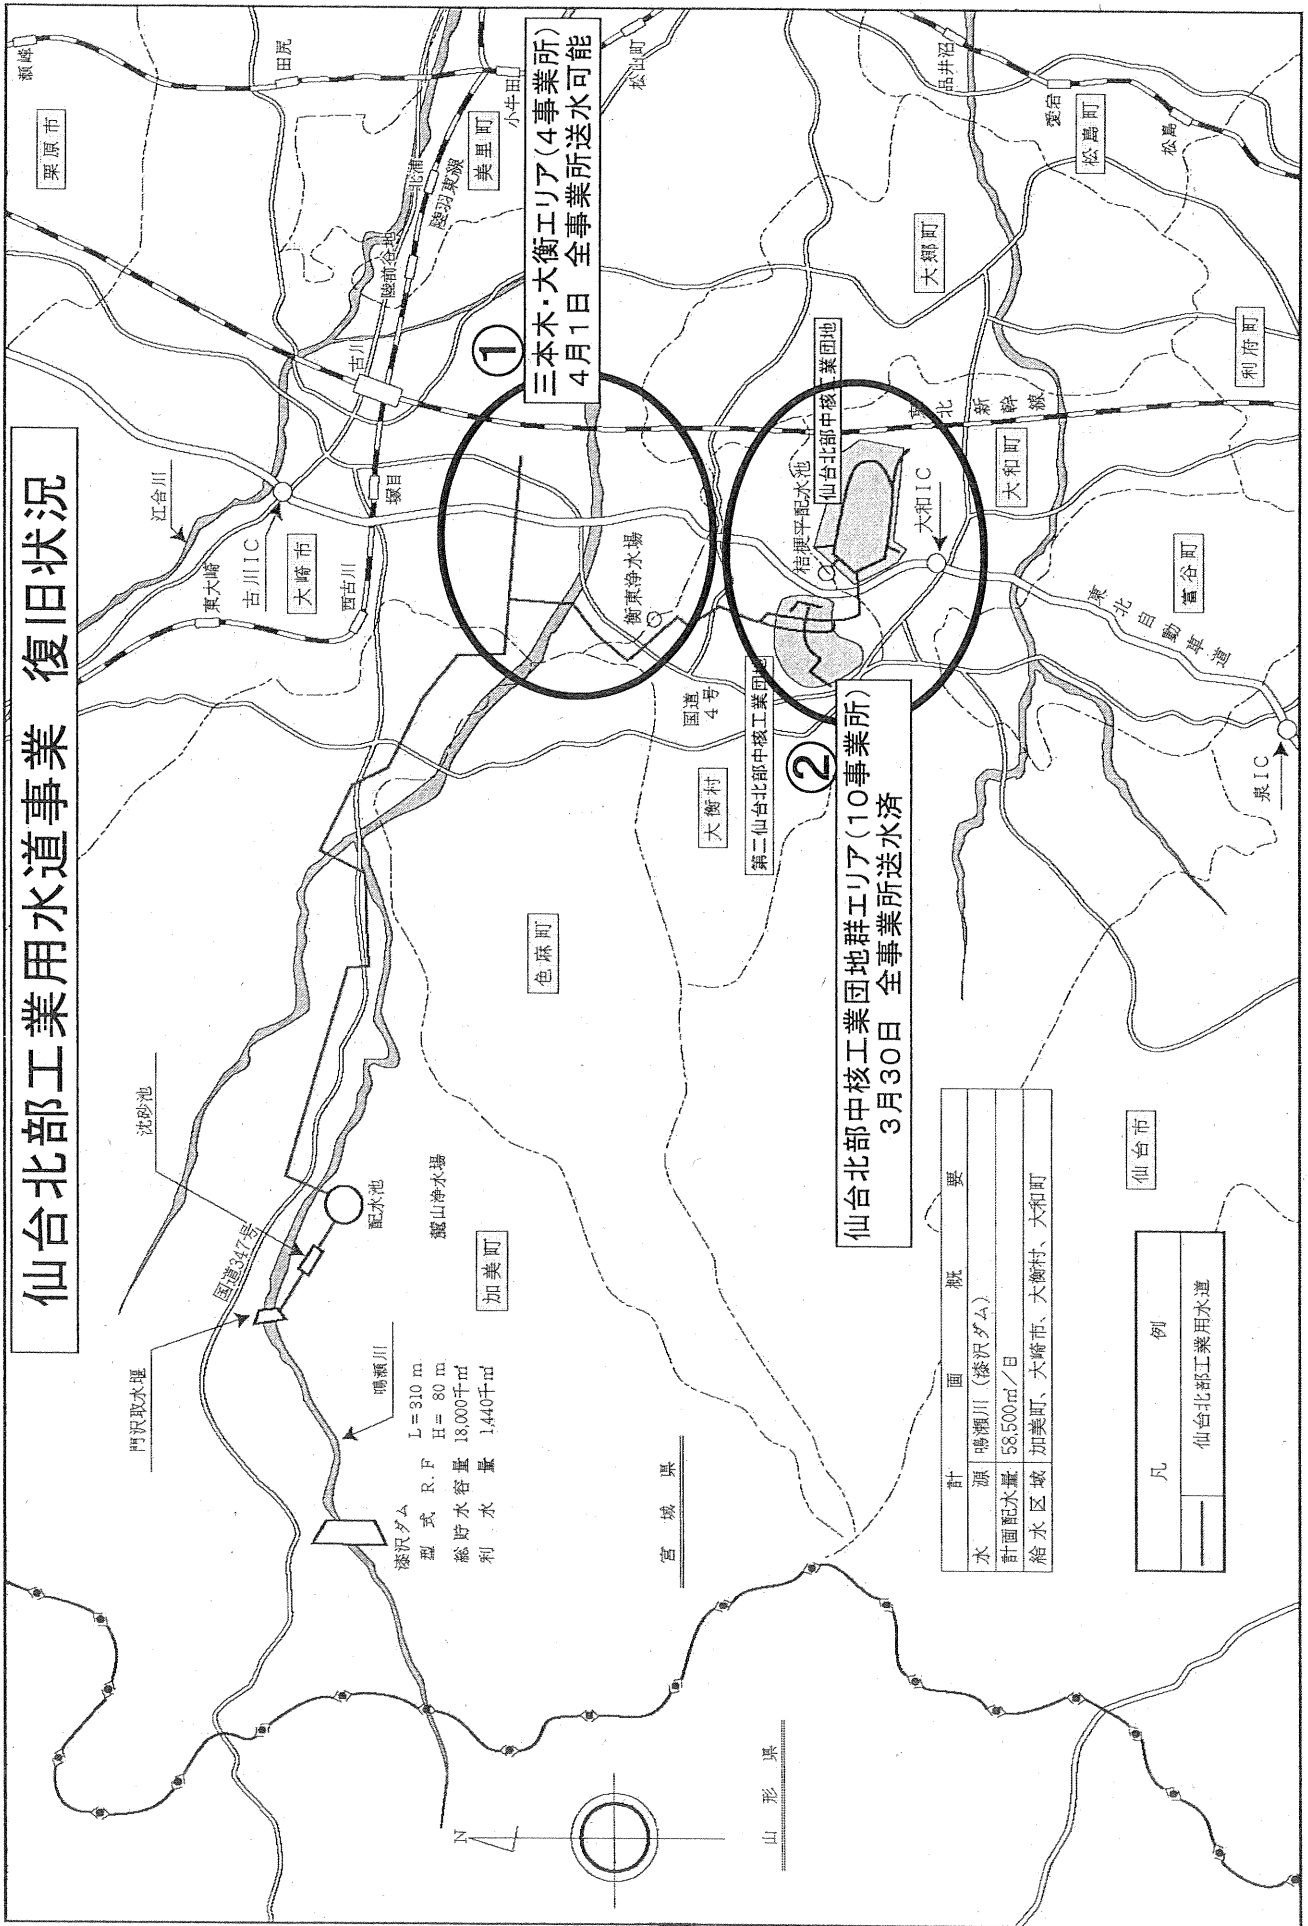 仙台北部工業用水道事業　復旧状況
瀬峰
栗原市
田尻
小牛田
美里町
北浦
陸羽東線
陸前谷地
古川
塚目
西古川
東大崎
江合川
古川IC
大崎市
①
三本木・大衡エリア(4事業所)
4月1日　全事業所送水可能
松山町
品井沼
愛宕
松島町
松島
大郷町
利府町
東北新幹線
仙台北部中核工業団地
桔梗平配水池
大和IC
大和町
富谷町
東北自動車道
泉IC
衡東浄水場
国道
4号
第二仙台北部中核工業団地
大衡村
②
仙台北部中核工業団地群エリア(10事業所)
3月30日　全事業所送水済
色麻町
沈砂池
国道347号
配水池
麓山浄水場
加美町
門沢取水堰
鳴瀬川
漆沢ダム
型式 R.F L=310 m
H= 80 m
総貯水容量 18,000千㎥
利水量 1,440千㎥
宮城県
山形県
仙台市
N
計画概要
水源 鳴瀬川(漆沢ダム)
計画配水量 58,500㎥/日
給水区域 加美町、大崎市、大衡村、大和町
凡例
仙台北部工業用水道